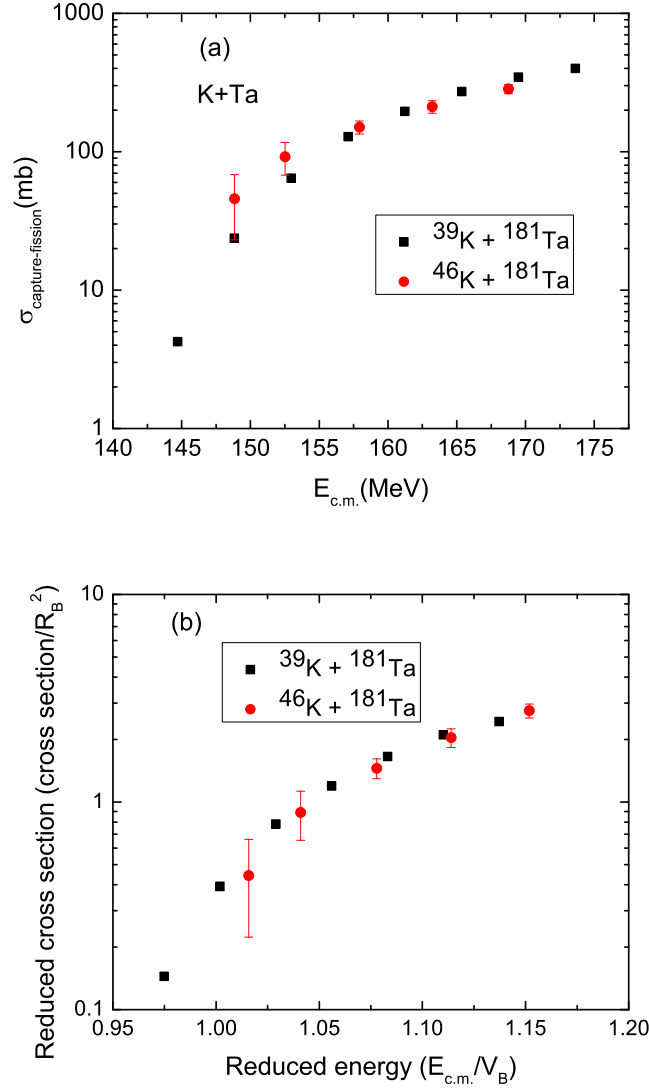 1000
100
10
1
(a)
K+Ta
³⁹K + ¹⁸¹Ta
⁴⁶K + ¹⁸¹Ta
σcapture-fission(mb)
140 145 150 155 160 165 170 175
Ec.m.(MeV)
10
1
0.1
(b)
³⁹K + ¹⁸¹Ta
⁴⁶K + ¹⁸¹Ta
Reduced cross section (cross section/R_B²)
0.95 1.00 1.05 1.10 1.15 1.20
Reduced energy (Ec.m./V_B)